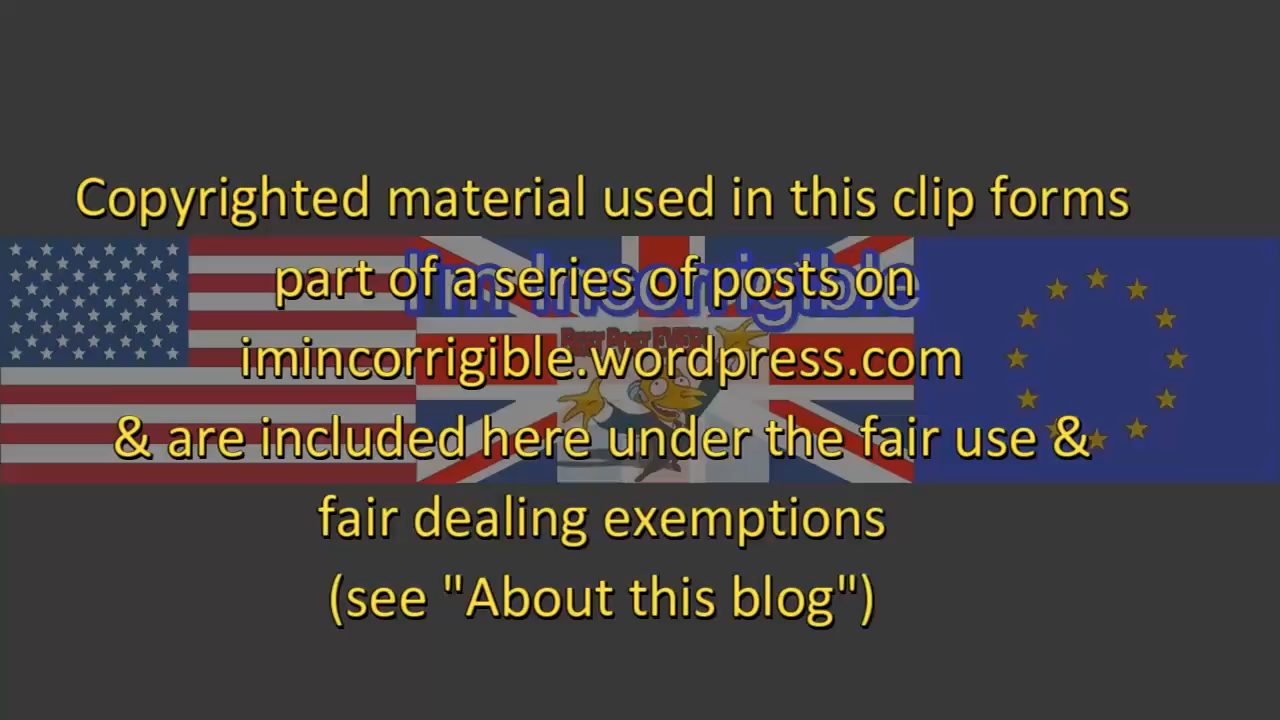 Copyrighted material used in this clip forms
part of a series of posts on
I'm Incorrigible
imincorrigible.wordpress.com
& are included here under the fair use &
fair dealing exemptions
(see "About this blog")